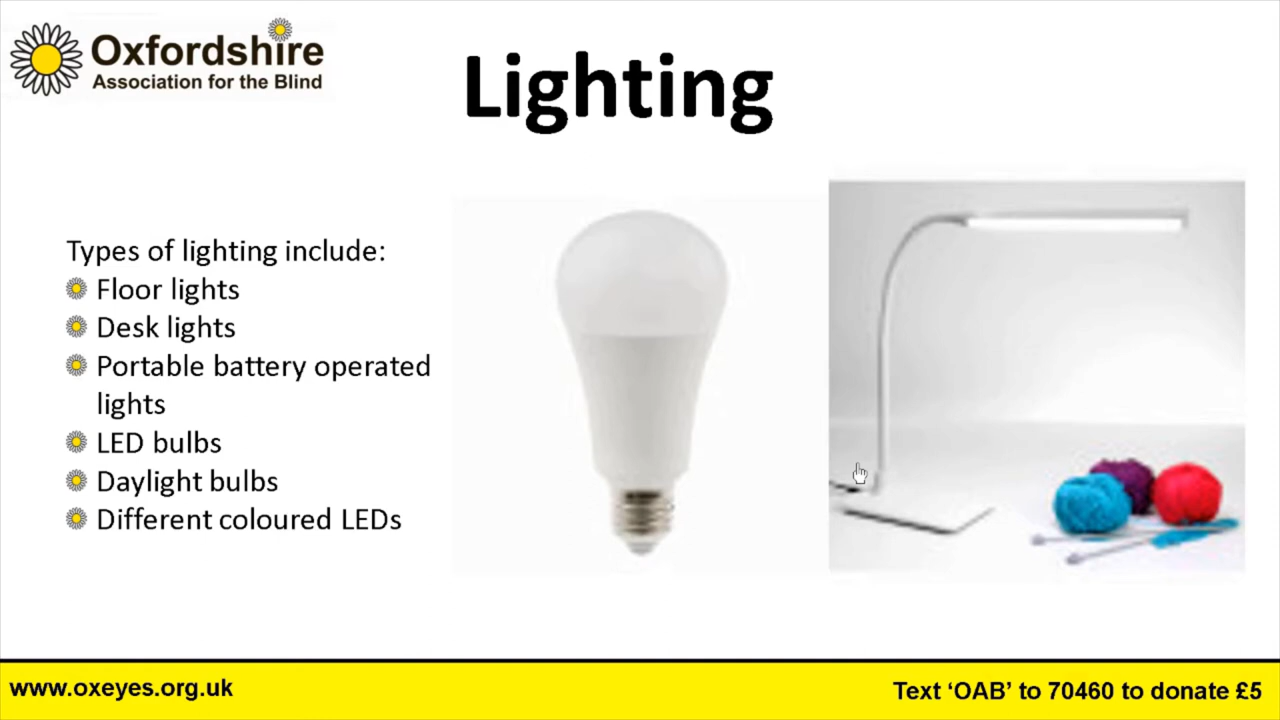 Oxfordshire
Association for the Blind
Lighting
Types of lighting include:
Floor lights
Desk lights
Portable battery operated
lights
LED bulbs
Daylight bulbs
Different coloured LEDs
www.oxeyes.org.uk
Text ‘OAB’ to 70460 to donate £5